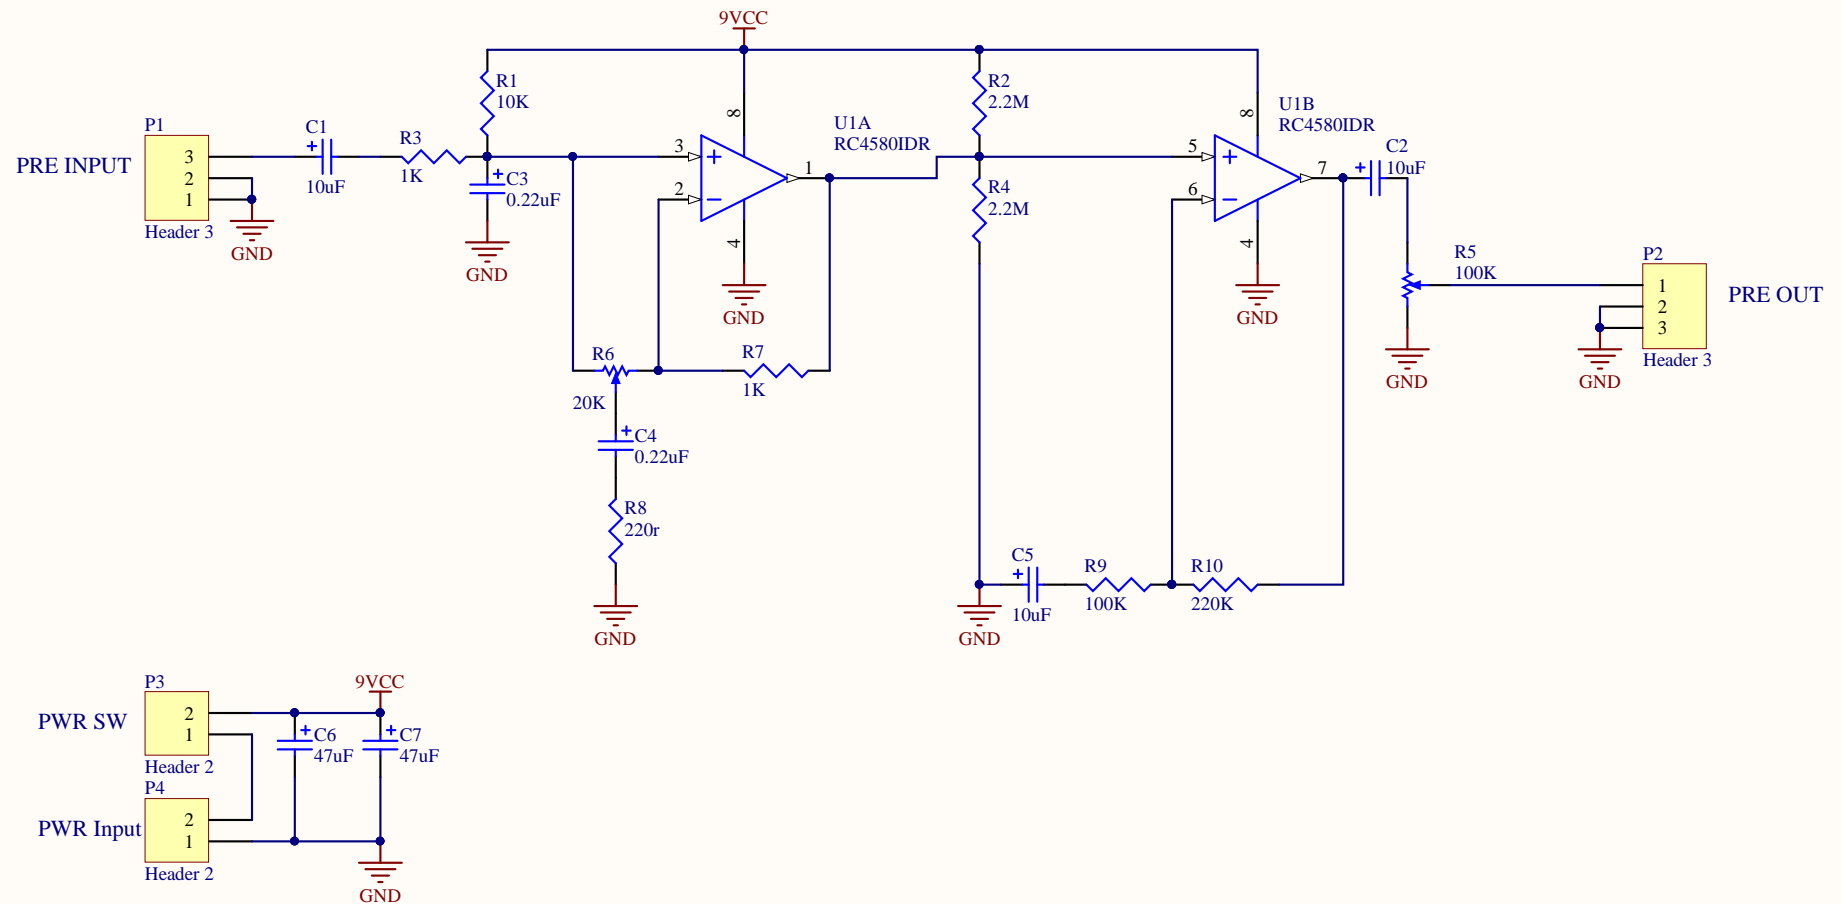 9VCC
R1
10K
R2
2.2M
8
U1A
RC4580IDR
8
U1B
RC4580IDR
P1
PRE INPUT
3
2
1
Header 3
GND
C1
+
10uF
R3
1K
+
C3
0.22uF
GND
3
2
+
−
1
4
GND
R4
2.2M
5
6
+
−
7
4
GND
C2
+
10uF
R5
100K
GND
P2
1
2
3
Header 3
GND
PRE OUT
R6
20K
R7
1K
+
C4
0.22uF
R8
220r
GND
GND
C5
+
10uF
R9
100K
R10
220K
P3
PWR SW
2
1
Header 2
9VCC
+
C6
47uF
+
C7
47uF
P4
PWR Input
2
1
Header 2
GND